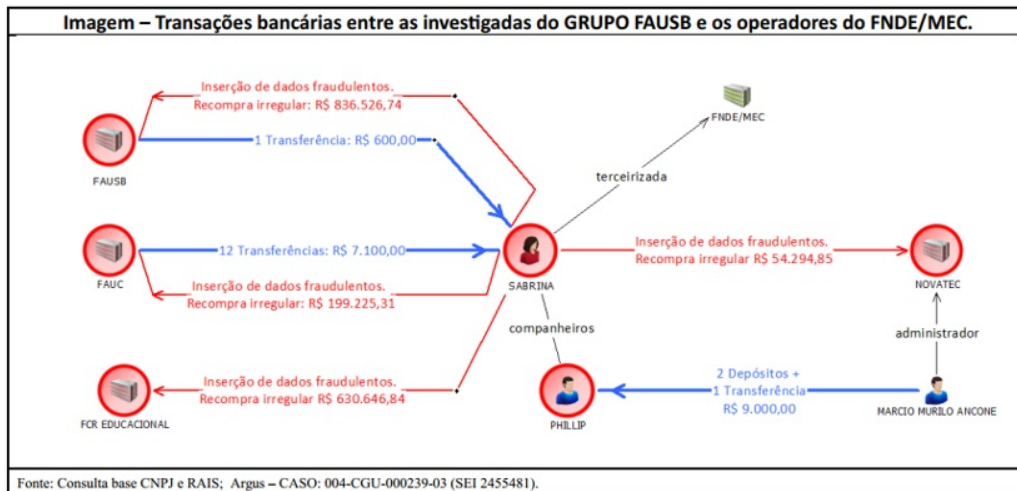 Imagem – Transações bancárias entre as investigadas do GRUPO FAUSB e os operadores do FNDE/MEC.
Inserção de dados fraudulentos.
Recompra irregular: R$ 836.526,74
FNDE/MEC
1 Transferência: R$ 600,00
FAUSB
terceirizada
12 Transferências: R$ 7.100,00
Inserção de dados fraudulentos.
Recompra irregular R$ 54.294,85
FAUC
SABRINA
NOVATEC
Inserção de dados fraudulentos.
Recompra irregular: R$ 199.225,31
companheiros
administrador
Inserção de dados fraudulentos.
Recompra irregular R$ 630.646,84
2 Depósitos +
1 Transferência
R$ 9.000,00
FCR EDUCACIONAL
PHILLIP
MARCIO MURILO ANCONE
Fonte: Consulta base CNPJ e RAIS; Argus – CASO: 004-CGU-000239-03 (SEI 2455481).